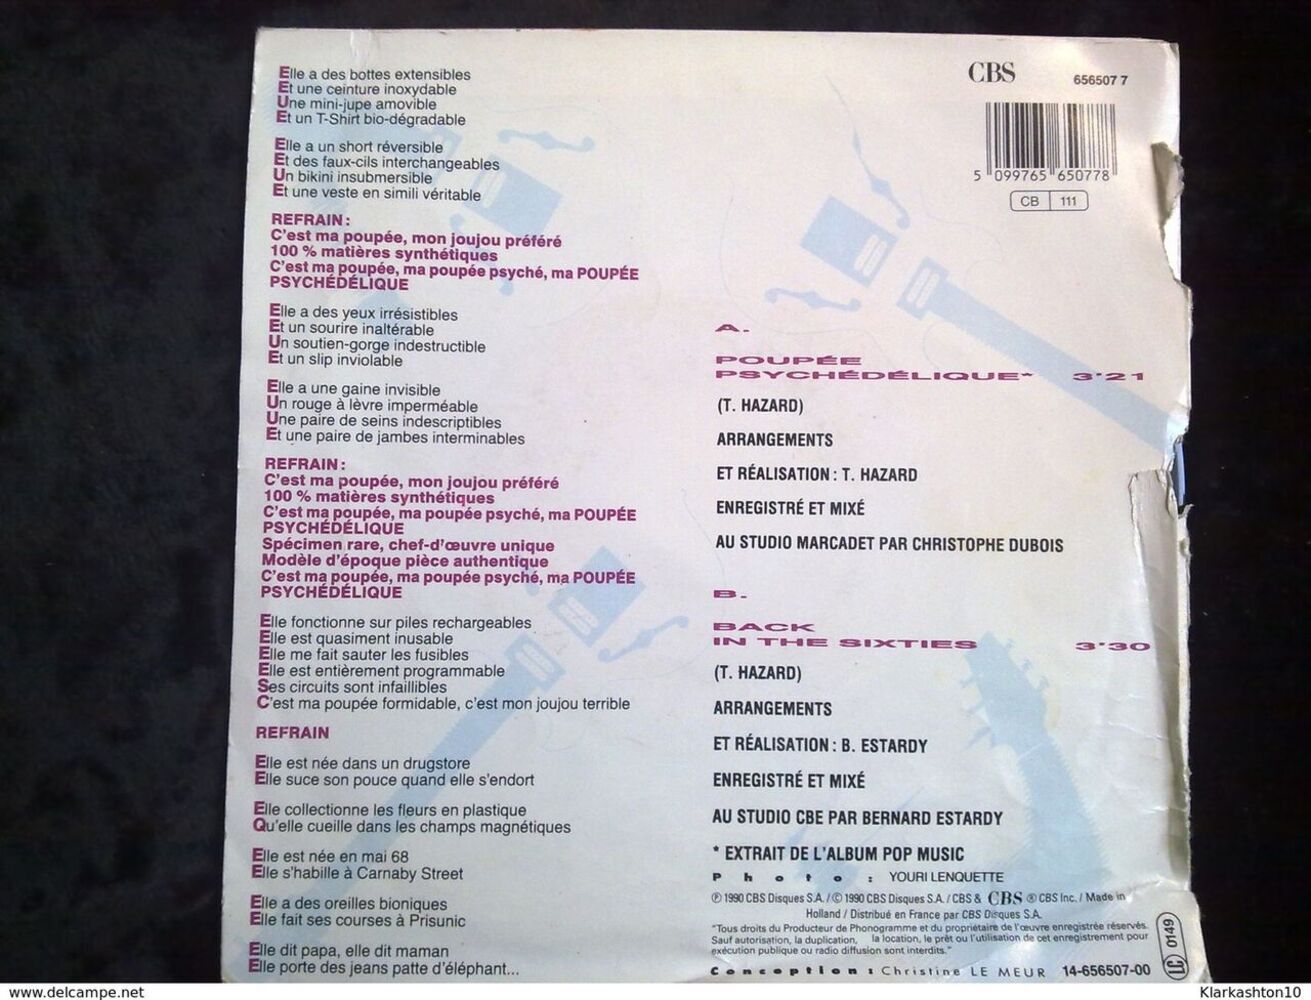 Elle a des bottes extensibles
Et une ceinture inoxydable
Une mini-jupe amovible
Et un T-Shirt bio-dégradable
Elle a un short réversible
Et des faux-cils interchangeables
Un bikini insubmersible
Et une veste en simili véritable
REFRAIN :
C'est ma poupée, mon joujou préféré
100 % matières synthétiques
C'est ma poupée, ma poupée psyché, ma POUPÉE
PSYCHÉDÉLIQUE
Elle a des yeux irrésistibles
Et un sourire inaltérable
Un soutien-gorge indestructible
Et un slip inviolable
Elle a une gaine invisible
Un rouge à lèvre imperméable
Une paire de seins indescriptibles
Et une paire de jambes interminables
REFRAIN :
C'est ma poupée, mon joujou préféré
100 % matières synthétiques
C'est ma poupée, ma poupée psyché, ma POUPÉE
PSYCHÉDÉLIQUE
Spécimen rare, chef-d'œuvre unique
Modèle d'époque pièce authentique
C'est ma poupée, ma poupée psyché, ma POUPÉE
PSYCHÉDÉLIQUE
Elle fonctionne sur piles rechargeables
Elle est quasiment inusable
Elle me fait sauter les fusibles
Elle est entièrement programmable
Ses circuits sont infaillibles
C'est ma poupée formidable, c'est mon joujou terrible
REFRAIN
Elle est née dans un drugstore
Elle suce son pouce quand elle s'endort
Elle collectionne les fleurs en plastique
Qu'elle cueille dans les champs magnétiques
Elle est née en mai 68
Elle s'habille à Carnaby Street
Elle a des oreilles bioniques
Elle fait ses courses à Prisunic
Elle dit papa, elle dit maman
Elle porte des jeans patte d'éléphant...
CBS 656507 7
5 099765 650778
CB 111
A.
POUPÉE
PSYCHÉDÉLIQUE* 3'21
(T. HAZARD)
ARRANGEMENTS
ET RÉALISATION : T. HAZARD
ENREGISTRÉ ET MIXÉ
AU STUDIO MARCADET PAR CHRISTOPHE DUBOIS
B.
BACK
IN THE SIXTIES 3'30
(T. HAZARD)
ARRANGEMENTS
ET RÉALISATION : B. ESTARDY
ENREGISTRÉ ET MIXÉ
AU STUDIO CBE PAR BERNARD ESTARDY
* EXTRAIT DE L'ALBUM POP MUSIC
Photo : YOURI LENQUETTE
℗ 1990 CBS Disques S.A. / © 1990 CBS Disques S.A. / CBS & CBS ® CBS Inc. / Made in
Holland / Distribué en France par CBS Disques S.A.
"Tous droits du Producteur de Phonogramme et du propriétaire de l'œuvre enregistrée réservés.
Sauf autorisation, la duplication, la location, le prêt ou l'utilisation de cet enregistrement pour
exécution publique ou radio diffusion sont interdits."
Conception : Christine LE MEUR 14-656507-00
LC 0149
www.delcampe.net
Klarkashton10